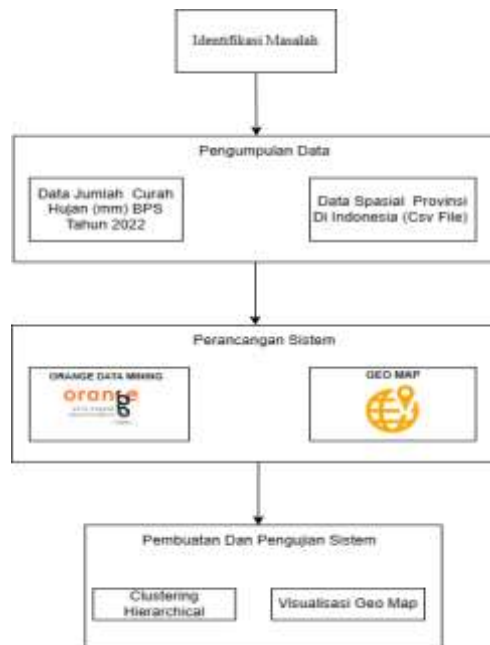 Identifikasi Masalah
Pengumpulan Data
Data Jumlah Curah
Hujan (mm) BPS
Tahun 2022
Data Spasial Provinsi
Di Indonesia (Csv File)
Perancangan Sistem
ORANGE DATA MINING
orange
GEO MAP
Pembuatan Dan Pengujian Sistem
Clustering
Hierarchical
Visualisasi Geo Map